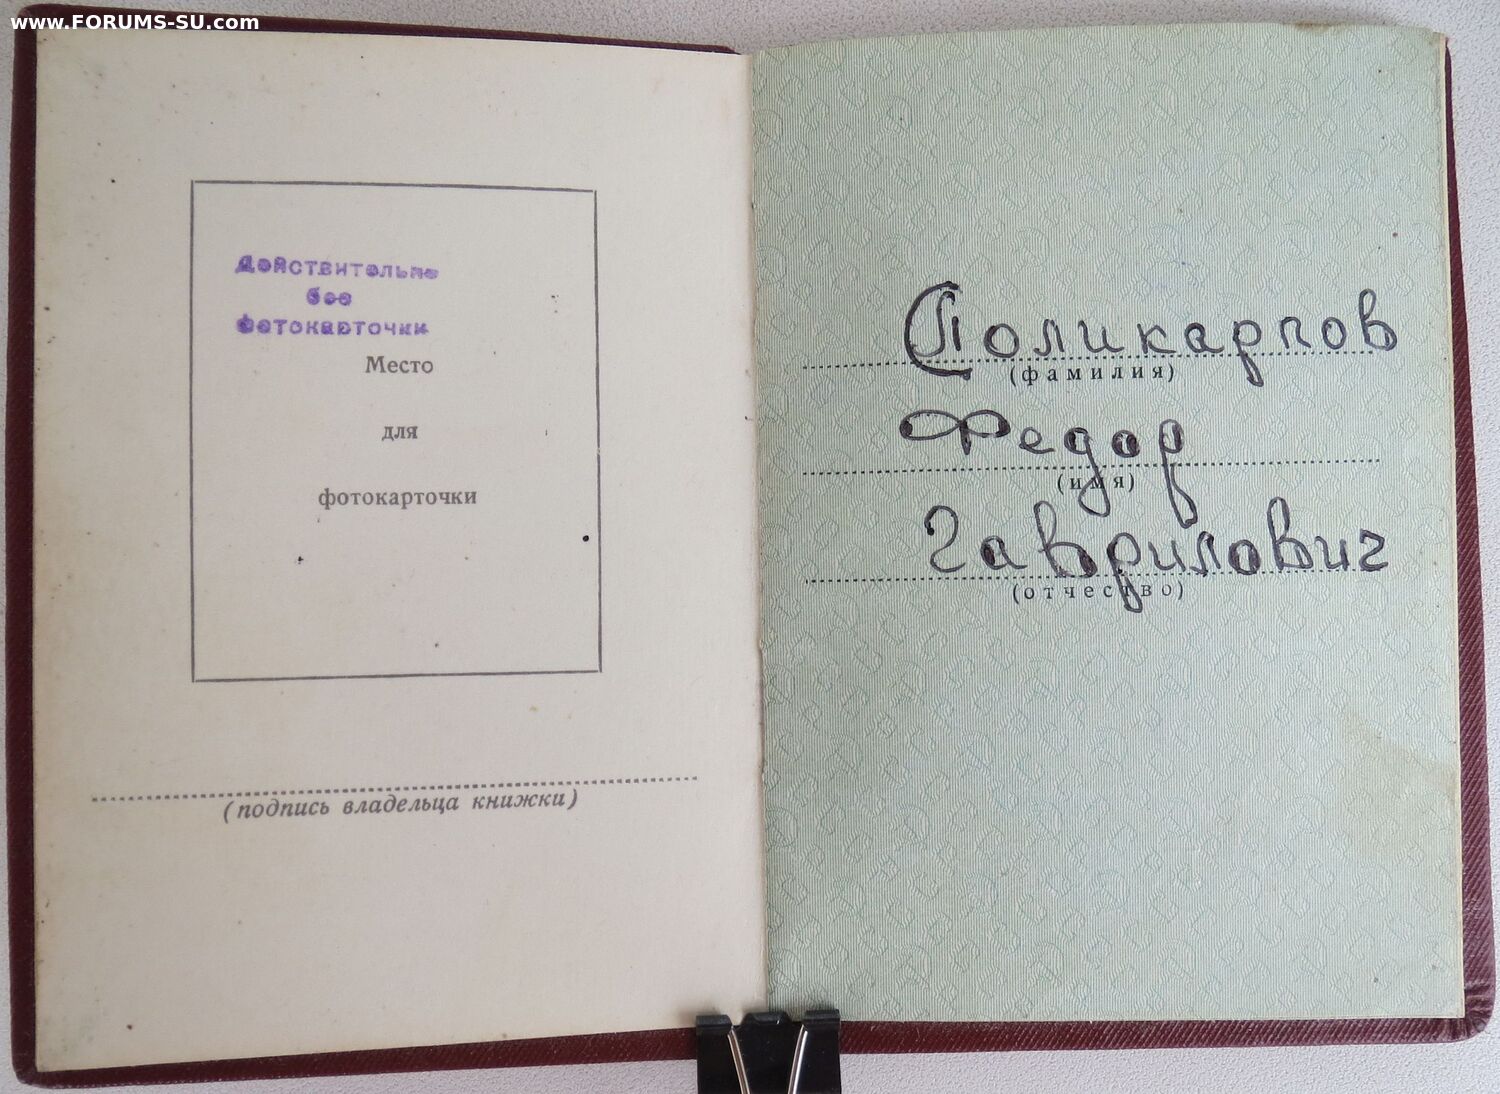 www.FORUMS-SU.com
Действительно
без
фотокарточки
Место
для
фотокарточки
(подпись владельца книжки)
Поликарпов
(фамилия)
Федор
(имя)
Гаврилович
(отчество)